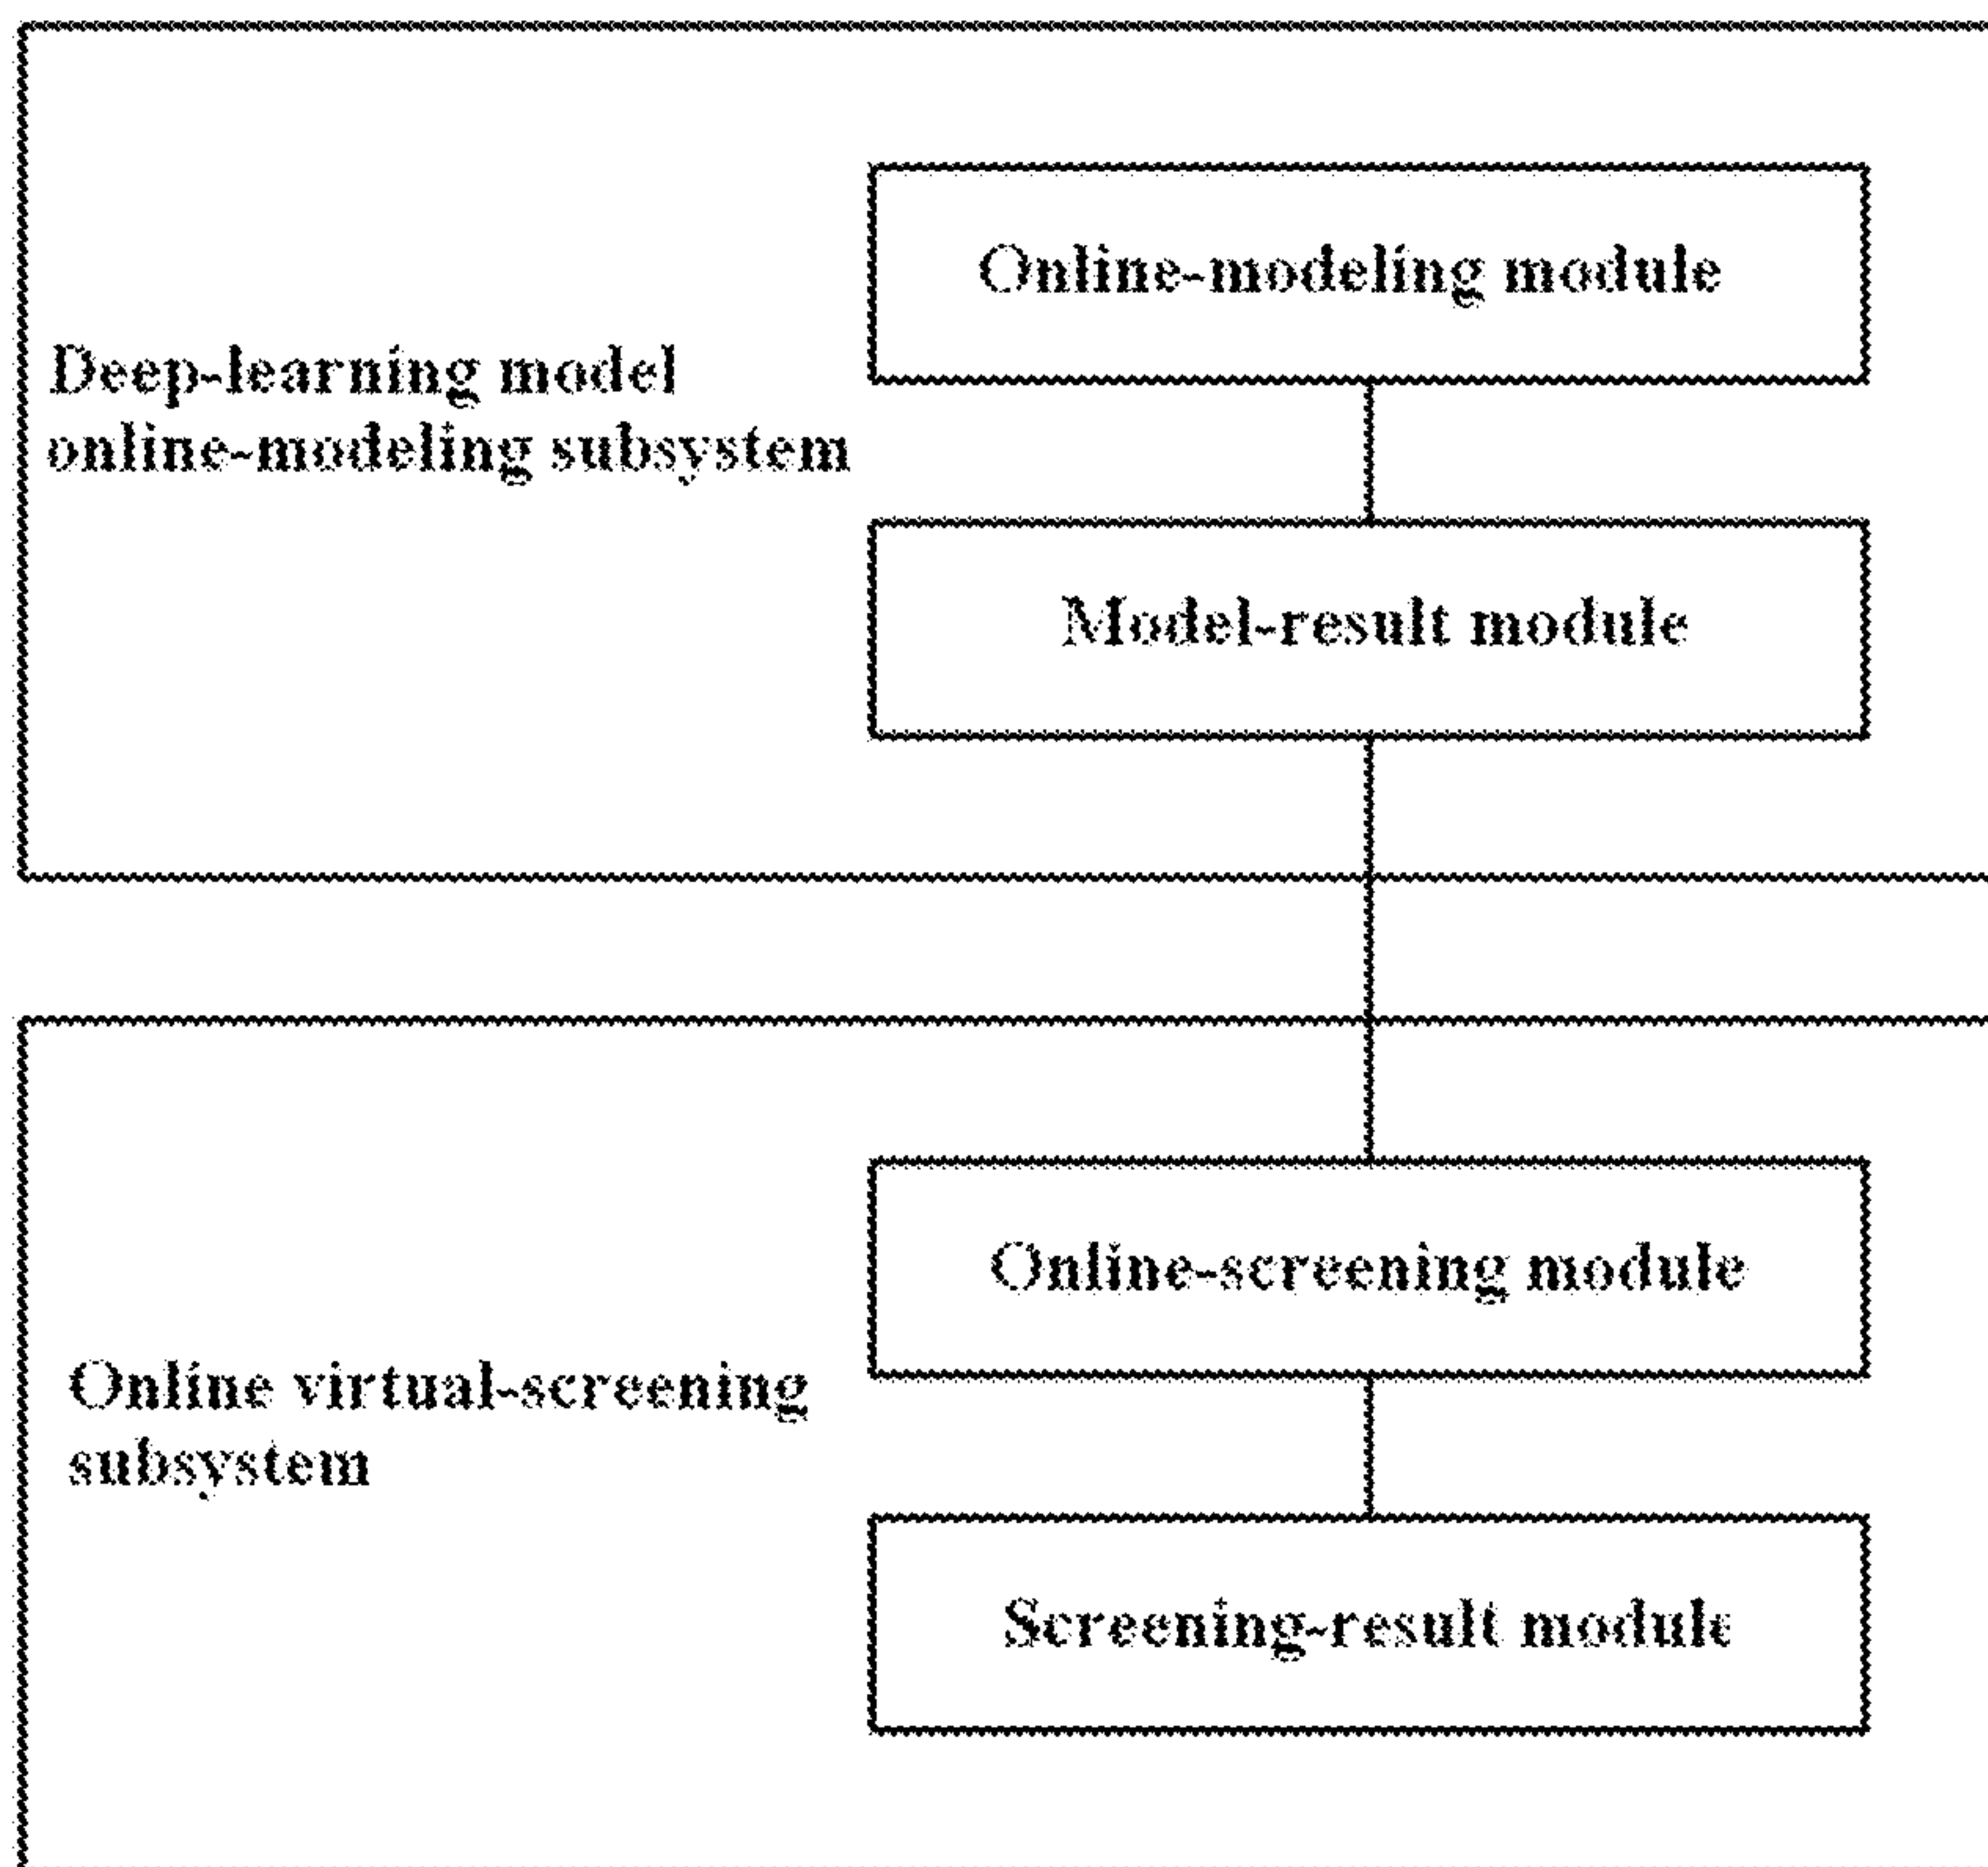 Online-modeling module
Deep-learning model
online-modeling subsystem
Model-result module
Online-screening module
Online virtual-screening
subsystem
Screening-result module